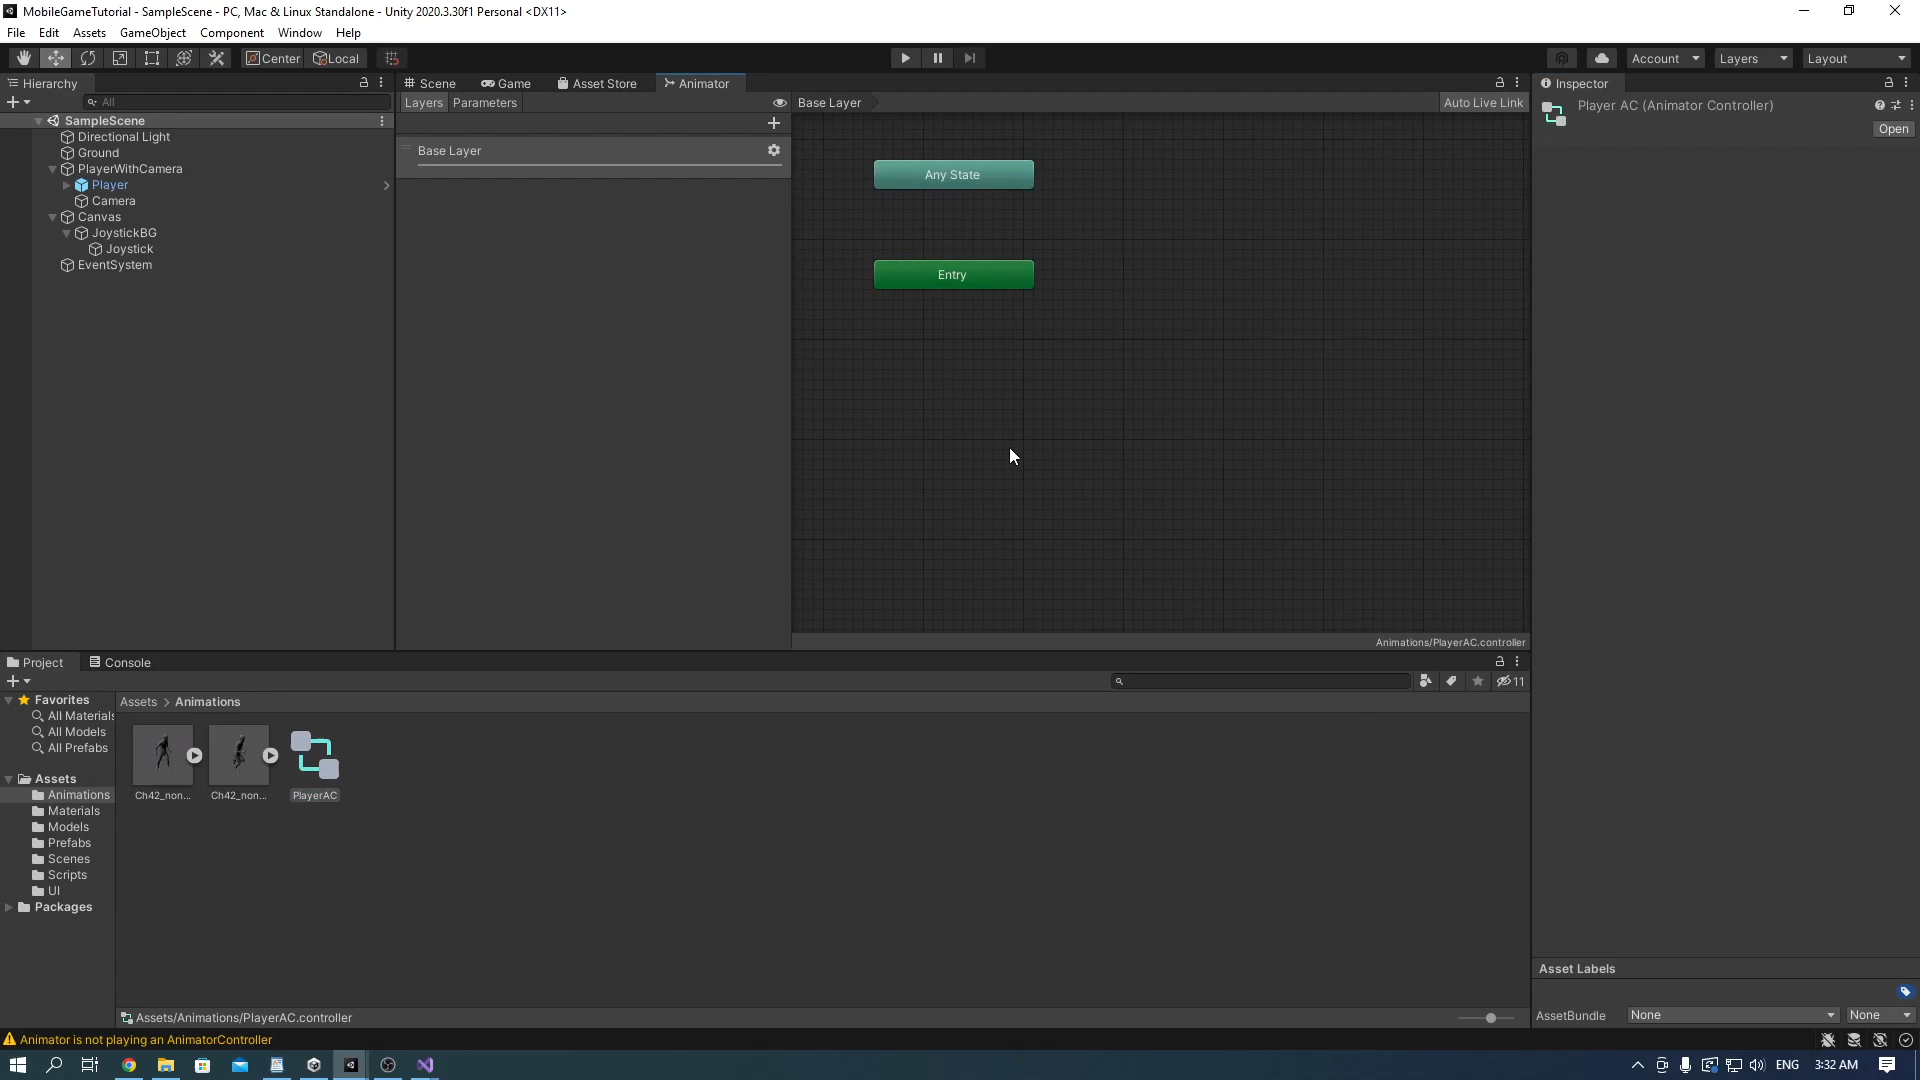 MobileGameTutorial - SampleScene - PC, Mac & Linux Standalone - Unity 2020.3.30f1 Personal <DX11>
File Edit Assets GameObject Component Window Help
Center Local Account Layers Layout
Hierarchy
All
SampleScene
Directional Light
Ground
PlayerWithCamera
Player
Camera
Canvas
JoystickBG
Joystick
EventSystem
Scene Game Asset Store Animator
Layers Parameters Base Layer Auto Live Link
Base Layer
Any State
Entry
Animations/PlayerAC.controller
Inspector
Player AC (Animator Controller)
Open
Project Console
11
Favorites
All Materials
All Models
All Prefabs
Assets
Animations
Materials
Models
Prefabs
Scenes
Scripts
UI
Packages
Assets > Animations
Ch42_non... Ch42_non... PlayerAC
Assets/Animations/PlayerAC.controller
Asset Labels
AssetBundle None None
Animator is not playing an AnimatorController
ENG 3:32 AM